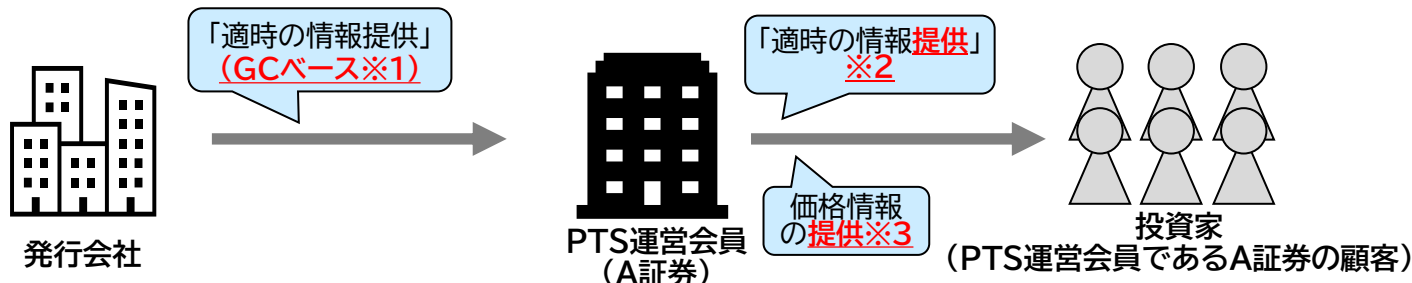 「適時の情報提供」
(GCベース※1)
「適時の情報提供」
※2
価格情報
の提供※3
発行会社
PTS運営会員
(A証券)
投資家
(PTS運営会員であるA証券の顧客)